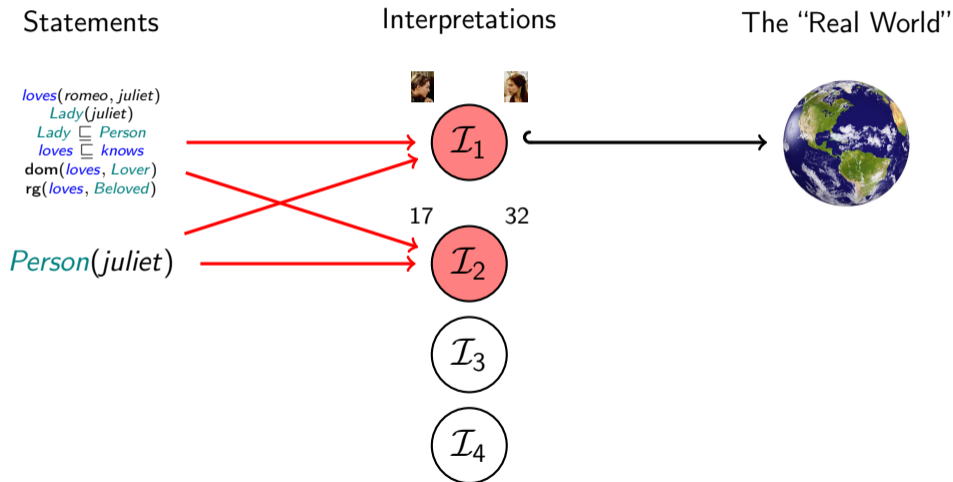 Statements
Interpretations
The “Real World”
loves(romeo, juliet)
Lady(juliet)
Lady ⊑ Person
loves ⊑ knows
dom(loves, Lover)
rg(loves, Beloved)
Person(juliet)
ℐ₁
17 32
ℐ₂
ℐ₃
ℐ₄